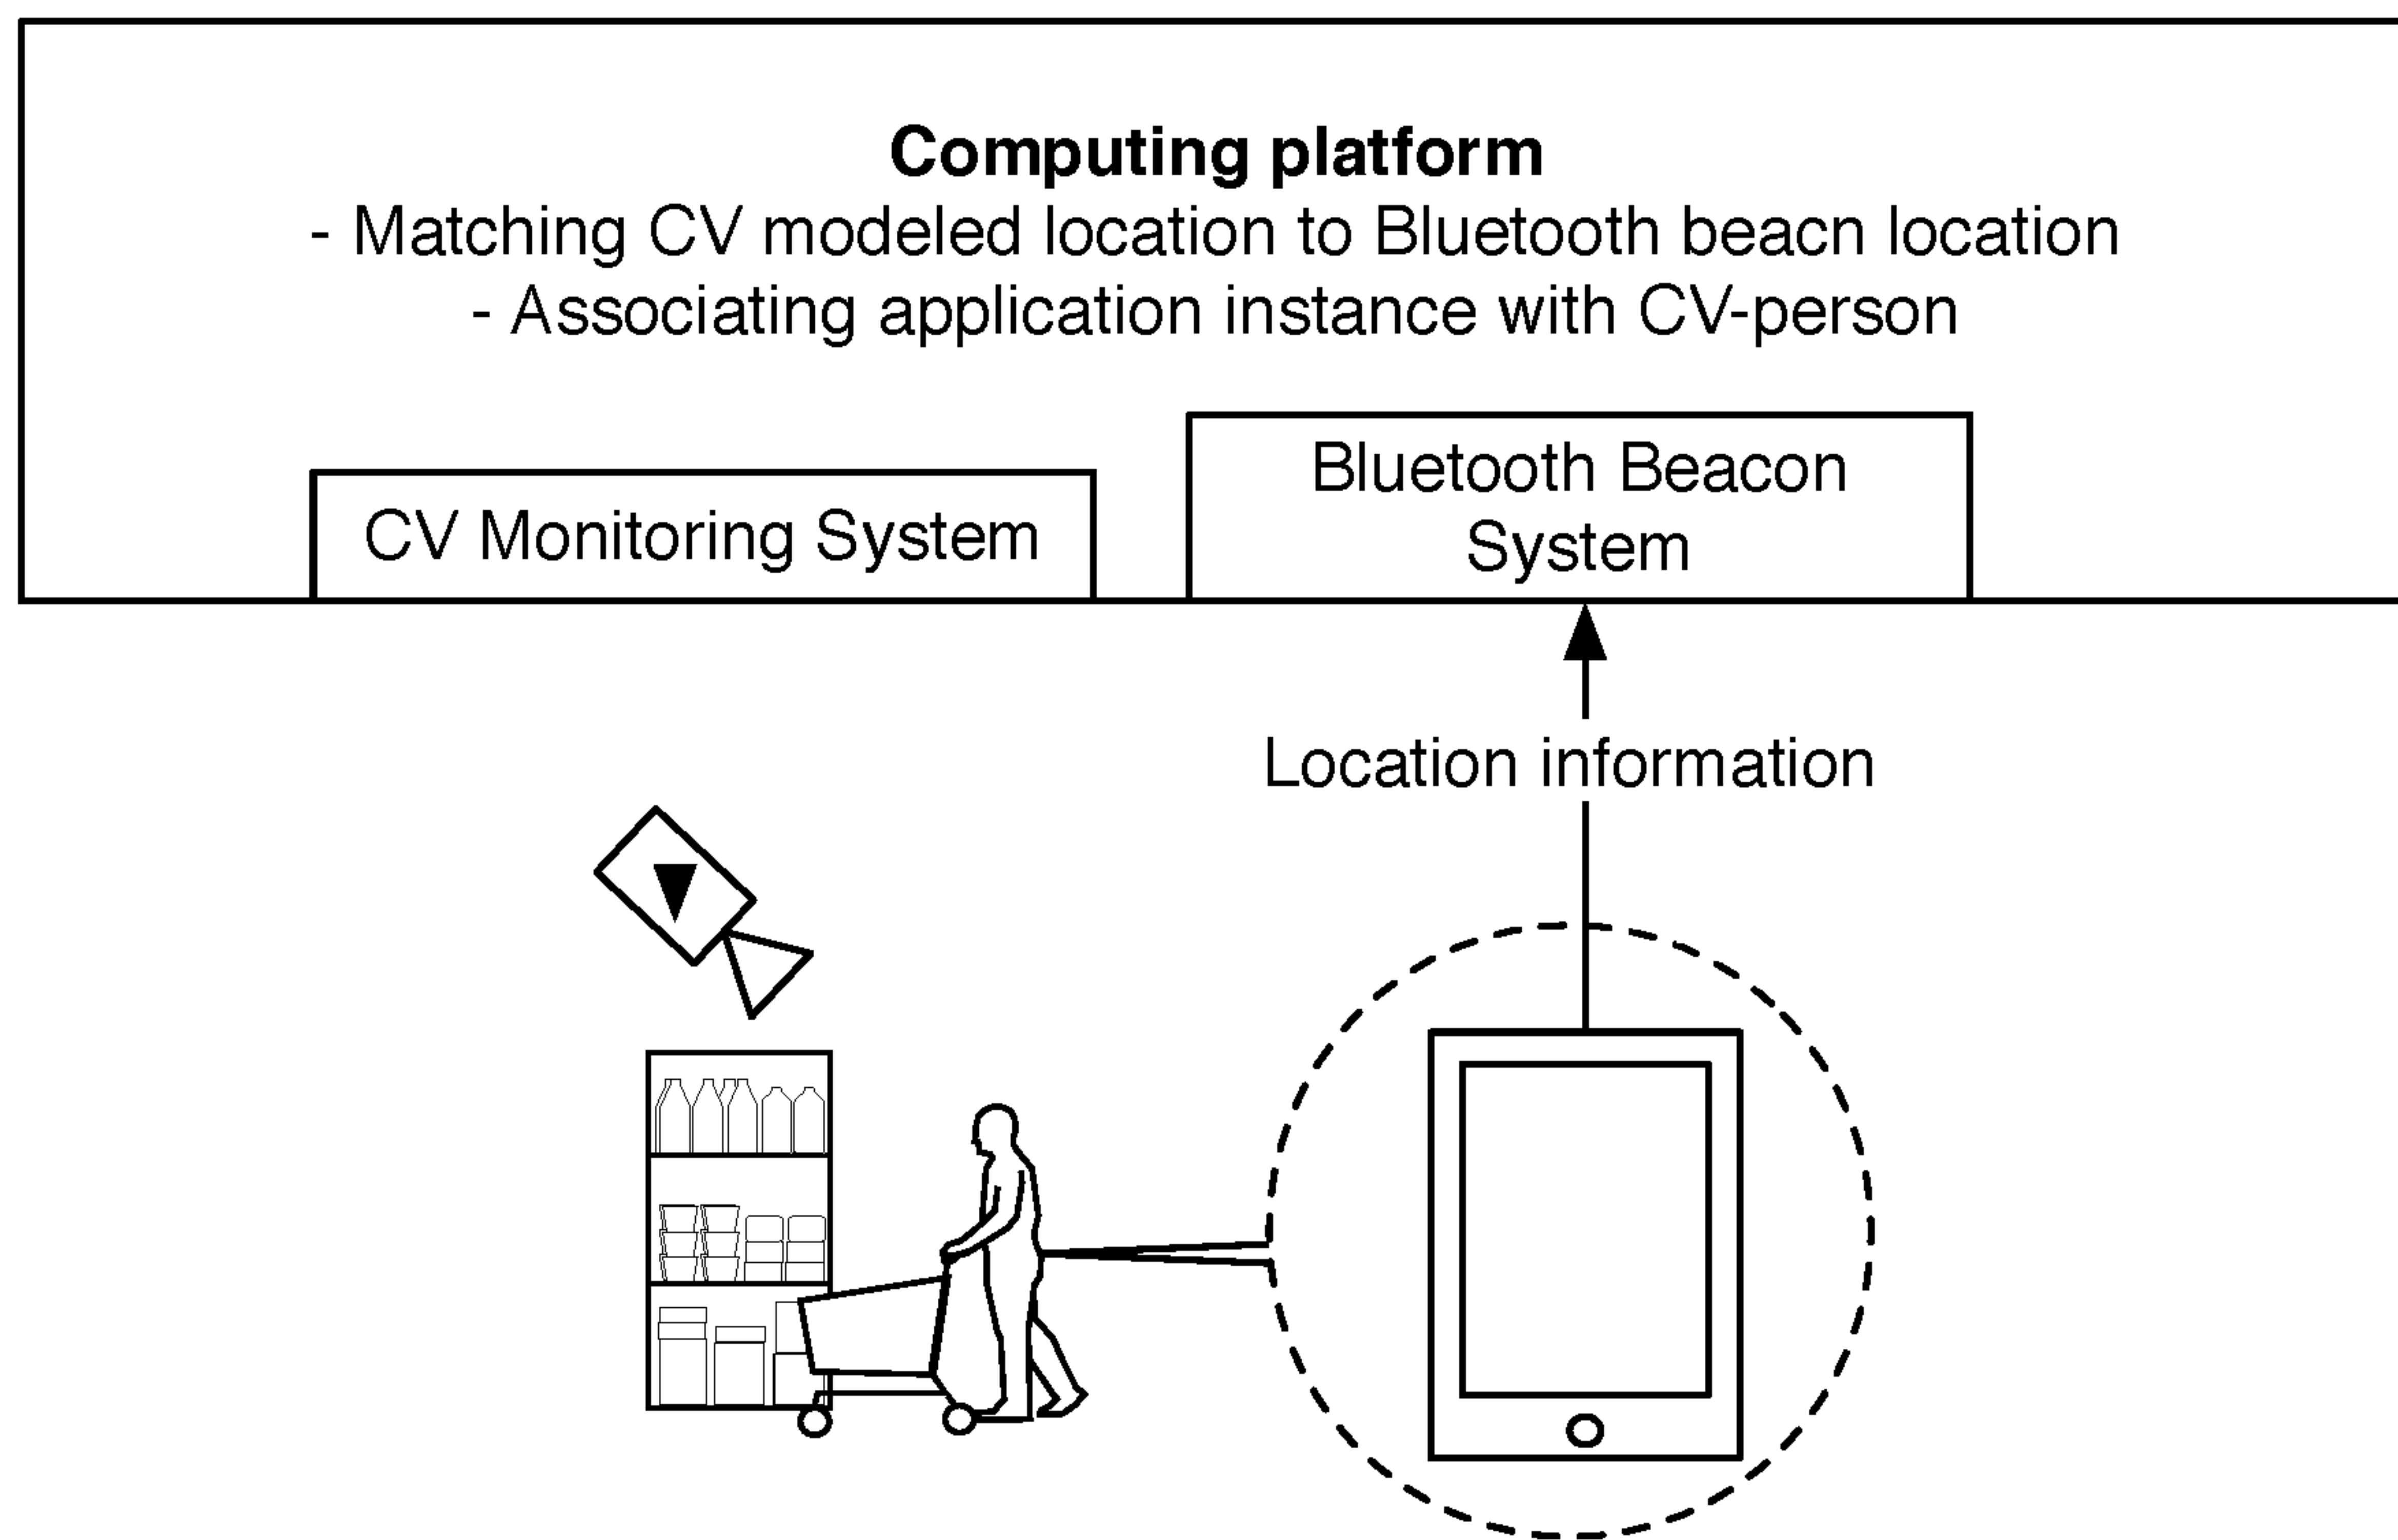 Computing platform
- Matching CV modeled location to Bluetooth beacn location
- Associating application instance with CV-person
CV Monitoring System
Bluetooth Beacon
System
Location information